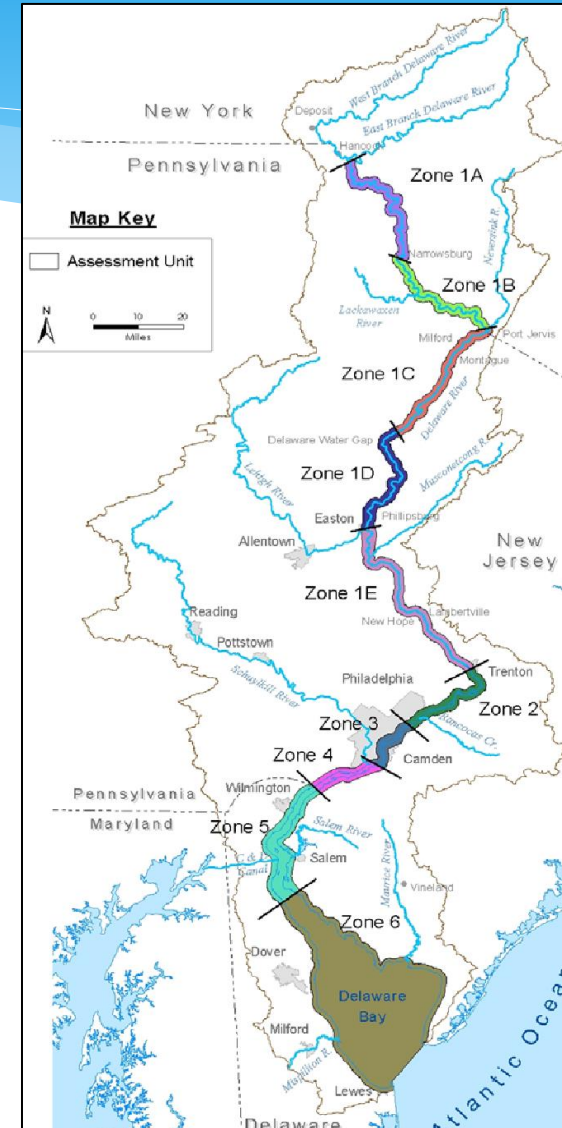 West Branch Delaware River
New York
Deposit
East Branch Delaware River
Hancock
Pennsylvania
Zone 1A
Map Key
Assessment Unit
Narrowsburg
Neversink R.
Zone 1B
N
0 10 20
Miles
Lackawaxen
River
Milford
Port Jervis
Montague
Zone 1C
Delaware River
Delaware Water Gap
Musconetcong R.
Lehigh River
Zone 1D
Easton
Phillipsburg
Allentown
New
Jersey
Zone 1E
Reading
Lambertville
New Hope
Pottstown
Schuylkill River
Philadelphia
Trenton
Zone 2
Zone 3
Rancocas Cr.
Camden
Zone 4
Pennsylvania
Wilmington
Maryland
Zone 5
Salem River
C & D
Canal
Salem
Maurice River
Vineland
Zone 6
Dover
Delaware
Bay
Milford
Mispillion R.
Lewes
Atlantic Ocean
Delaware